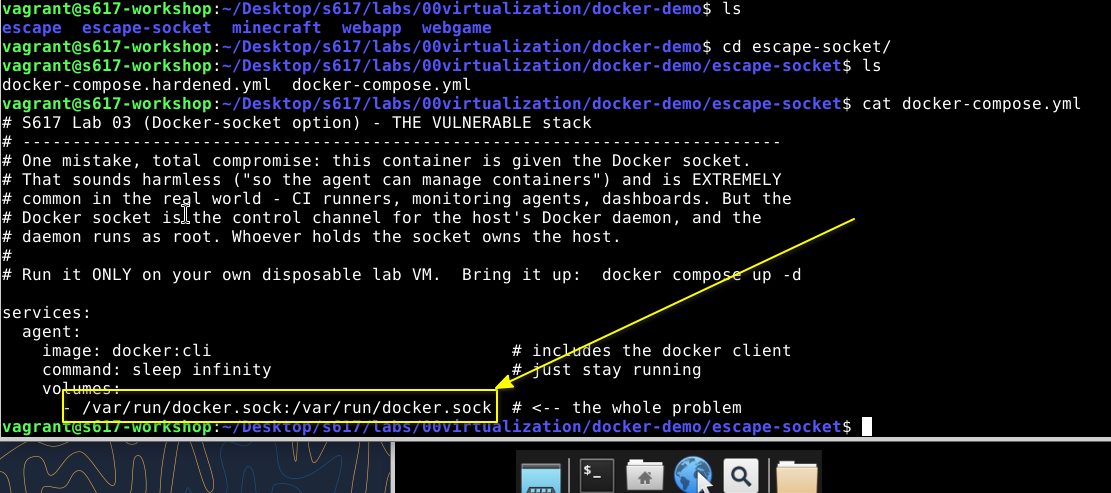 vagrant@s617-workshop:~/Desktop/s617/labs/00virtualization/docker-demo$ ls
escape  escape-socket  minecraft  webapp  webgame
vagrant@s617-workshop:~/Desktop/s617/labs/00virtualization/docker-demo$ cd escape-socket/
vagrant@s617-workshop:~/Desktop/s617/labs/00virtualization/docker-demo/escape-socket$ ls
docker-compose.hardened.yml  docker-compose.yml
vagrant@s617-workshop:~/Desktop/s617/labs/00virtualization/docker-demo/escape-socket$ cat docker-compose.yml
# S617 Lab 03 (Docker-socket option) - THE VULNERABLE stack
# ----------------------------------------------------------------------------
# One mistake, total compromise: this container is given the Docker socket.
# That sounds harmless ("so the agent can manage containers") and is EXTREMELY
# common in the real world - CI runners, monitoring agents, dashboards. But the
# Docker socket is the control channel for the host's Docker daemon, and the
# daemon runs as root. Whoever holds the socket owns the host.
#
# Run it ONLY on your own disposable lab VM.  Bring it up:  docker compose up -d

services:
  agent:
    image: docker:cli                              # includes the docker client
    command: sleep infinity                        # just stay running
    volumes:
      - /var/run/docker.sock:/var/run/docker.sock  # <-- the whole problem
vagrant@s617-workshop:~/Desktop/s617/labs/00virtualization/docker-demo/escape-socket$
$_